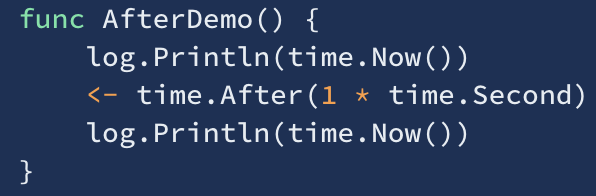 func AfterDemo() {
    log.Println(time.Now())
    <- time.After(1 * time.Second)
    log.Println(time.Now())
}